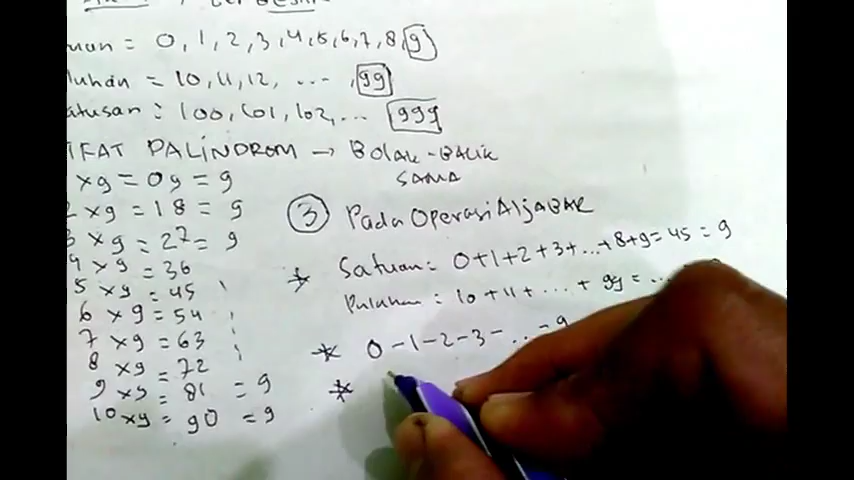 uan = 0, 1, 2, 3, 4, 5, 6, 7, 8, 9
luhan = 10, 11, 12, ... , 99
atusan : 100, 101, 102, ... 999
IFAT PALINDROM → BOLAK-BALIK
SAMA
1 x 9 = 09 = 9
2 x 9 = 18 = 9
3 x 9 = 27 = 9
4 x 9 = 36
5 x 9 = 45
6 x 9 = 54
7 x 9 = 63
8 x 9 = 72
9 x 9 = 81 = 9
10 x 9 = 90 = 9
3 Pada Operasi AljABAR
* Satuan : 0+1+2+3+...+8+9 = 45 = 9
Puluhan : 10 + 11 + ... + 99 = ...
* 0 - 1 - 2 - 3 - ... - 9
*